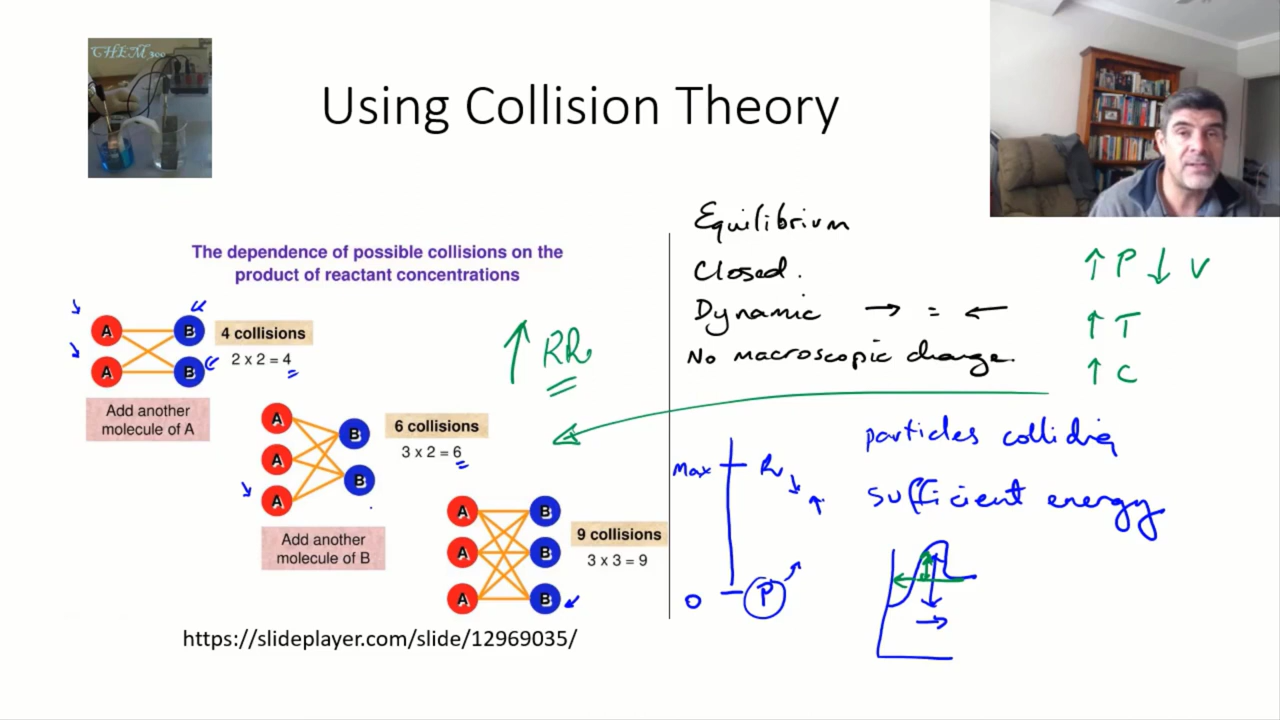 CHEM300
Using Collision Theory
The dependence of possible collisions on the
product of reactant concentrations
A B
A B
4 collisions
2 x 2 = 4
Add another
molecule of A
A
A
A
B
B
6 collisions
3 x 2 = 6
Add another
molecule of B
A B
A B
A B
9 collisions
3 x 3 = 9
https://slideplayer.com/slide/12969035/
↑ RR
Equilibrium
Closed.
Dynamic → = ←
No macroscopic change.
↑ P ↓ V
↑ T
↑ C
particles colliding
sufficient energy
Max
O P